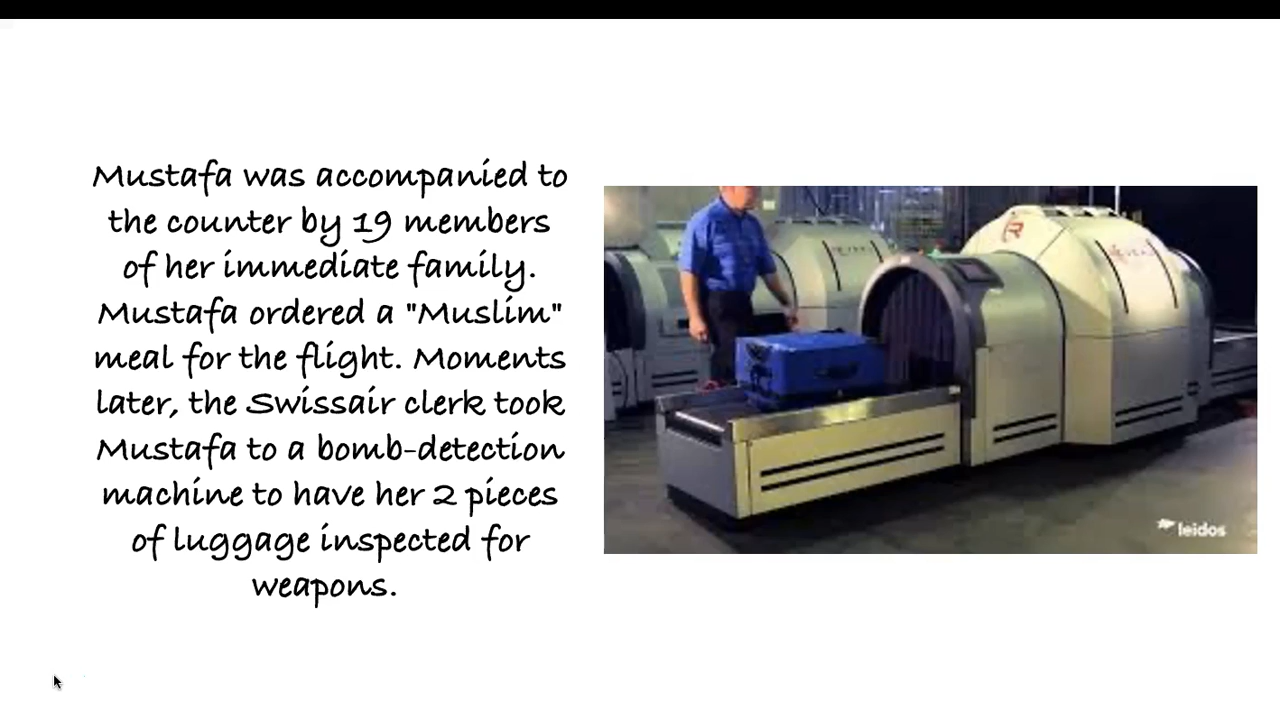 Mustafa was accompanied to
the counter by 19 members
of her immediate family.
Mustafa ordered a "Muslim"
meal for the flight. Moments
later, the Swissair clerk took
Mustafa to a bomb-detection
machine to have her 2 pieces
of luggage inspected for
weapons.
leidos